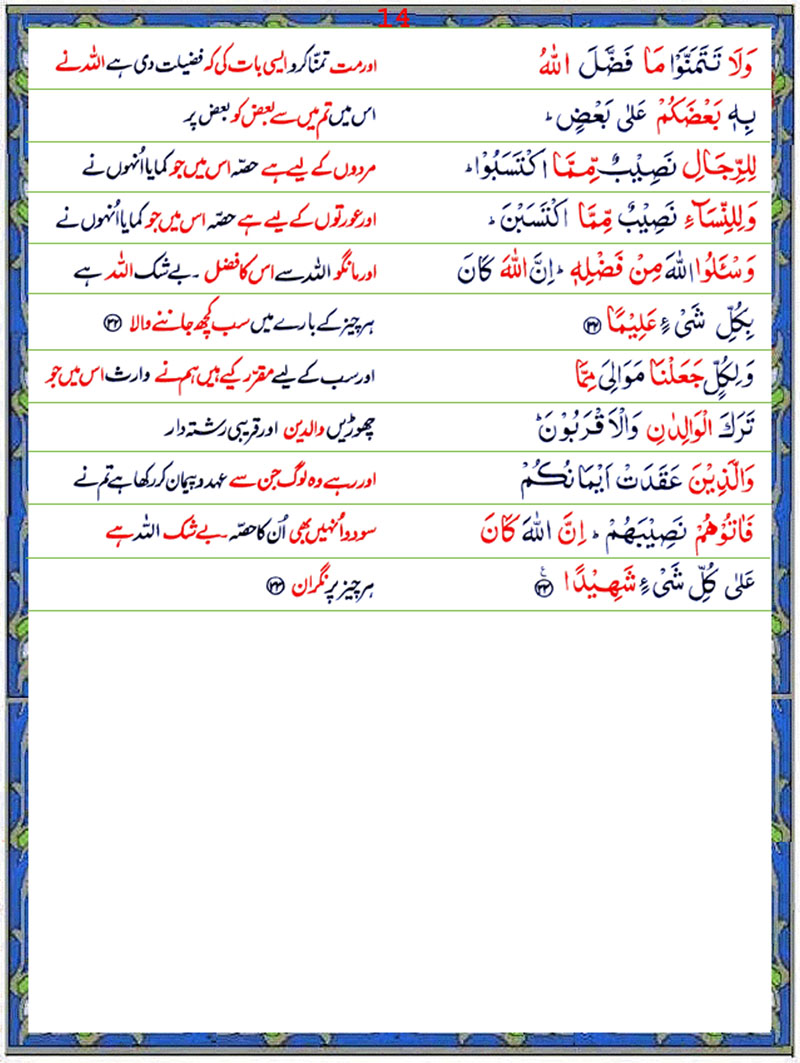 14
وَلَا تَتَمَنَّوْا مَا فَضَّلَ اللّٰهُ اور مت تمنّا کرو ایسی بات کی کہ فضیلت دی ہے اللہ نے
بِهٖ بَعْضَكُمْ عَلٰى بَعْضٍ ؕ اس میں تم میں سے بعض کو بعض پر
لِلرِّجَالِ نَصِيْبٌ مِّمَّا اكْتَسَبُوْا ؕ مردوں کے لیے ہے حصّہ اس میں جو کمایا اُنہوں نے
وَلِلنِّسَآءِ نَصِيْبٌ مِّمَّا اكْتَسَبْنَ ؕ اور عورتوں کے لیے ہے حصّہ اس میں جو کمایا اُنہوں نے
وَسْـَٔلُوا اللّٰهَ مِنْ فَضْلِهٖ ؕ اِنَّ اللّٰهَ كَانَ اور مانگو اللہ سے اس کا فضل ۔ بے شک اللہ ہے
بِكُلِّ شَيْءٍ عَلِيْمًا ﴿۳۲﴾ ہر چیز کے بارے میں سب کچھ جاننے والا ﴿۳۲﴾
وَلِكُلٍّ جَعَلْنَا مَوَالِيَ مِمَّا اور سب کے لیے مقرّر کیے ہیں ہم نے وارث اس میں جو
تَرَكَ الْوَالِدٰنِ وَالْاَقْرَبُوْنَ ؕ چھوڑیں والدین اور قریبی رشتہ دار
وَالَّذِيْنَ عَقَدَتْ اَيْمَانُكُمْ اور رہے وہ لوگ جن سے عہد و پیمان کر رکھا ہے تم نے
فَاٰتُوْهُمْ نَصِيْبَهُمْ ؕ اِنَّ اللّٰهَ كَانَ سو دو اُنہیں بھی اُن کا حصّہ ۔ بے شک اللہ ہے
عَلٰى كُلِّ شَيْءٍ شَهِيْدًا ﴿۳۳﴾ ہر چیز پر نگران ﴿۳۳﴾